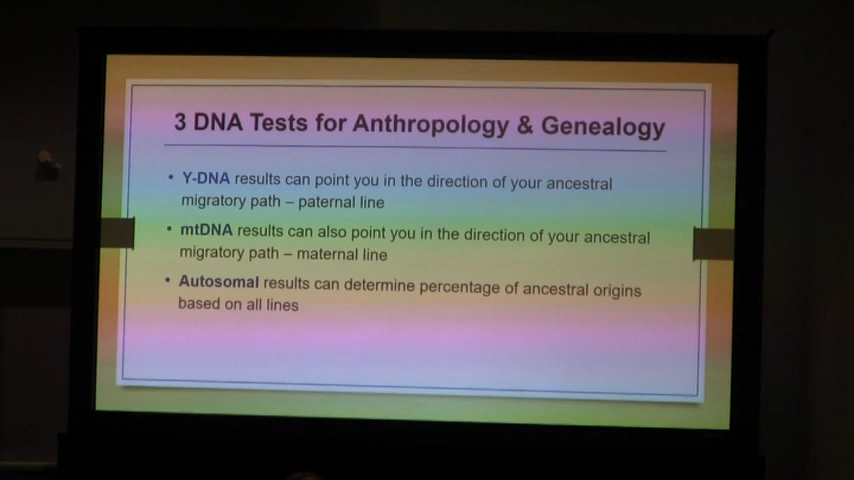 3 DNA Tests for Anthropology & Genealogy
• Y-DNA results can point you in the direction of your ancestral
migratory path – paternal line
• mtDNA results can also point you in the direction of your ancestral
migratory path – maternal line
• Autosomal results can determine percentage of ancestral origins
based on all lines